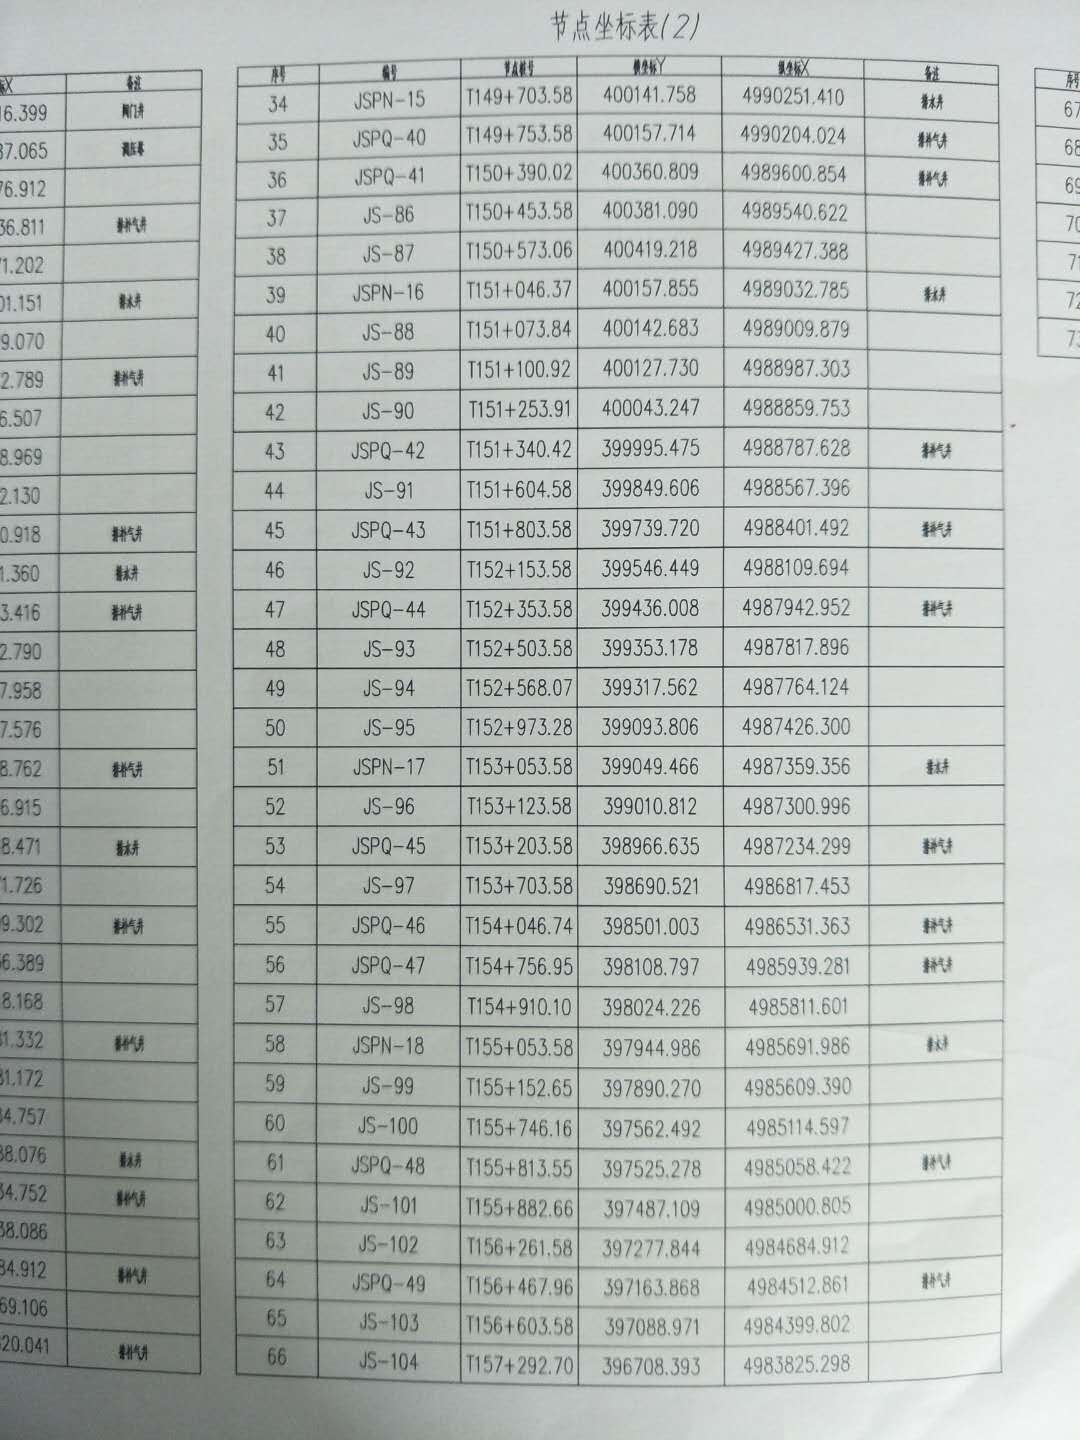 节点坐标表(2)
标X 备注
16.399 阀门井
37.065 调压塔
76.912
36.811 排补气井
71.202
01.151 排水井
9.070
2.789 排补气井
6.507
8.969
2.130
0.918 排补气井
1.360 排水井
3.416 排补气井
2.790
7.958
7.576
8.762 排补气井
6.915
8.471 排水井
1.726
9.302 排补气井
6.389
8.168
31.332 排补气井
31.172
34.757
38.076 排水井
34.752 排补气井
38.086
34.912 排补气井
69.106
20.041 排补气井
序号 编号 节点桩号 横坐标Y 纵坐标X 备注
34 JSPN-15 T149+703.58 400141.758 4990251.410 排水井
35 JSPQ-40 T149+753.58 400157.714 4990204.024 排补气井
36 JSPQ-41 T150+390.02 400360.809 4989600.854 排补气井
37 JS-86 T150+453.58 400381.090 4989540.622
38 JS-87 T150+573.06 400419.218 4989427.388
39 JSPN-16 T151+046.37 400157.855 4989032.785 排水井
40 JS-88 T151+073.84 400142.683 4989009.879
41 JS-89 T151+100.92 400127.730 4988987.303
42 JS-90 T151+253.91 400043.247 4988859.753
43 JSPQ-42 T151+340.42 399995.475 4988787.628 排补气井
44 JS-91 T151+604.58 399849.606 4988567.396
45 JSPQ-43 T151+803.58 399739.720 4988401.492 排补气井
46 JS-92 T152+153.58 399546.449 4988109.694
47 JSPQ-44 T152+353.58 399436.008 4987942.952 排补气井
48 JS-93 T152+503.58 399353.178 4987817.896
49 JS-94 T152+568.07 399317.562 4987764.124
50 JS-95 T152+973.28 399093.806 4987426.300
51 JSPN-17 T153+053.58 399049.466 4987359.356 排水井
52 JS-96 T153+123.58 399010.812 4987300.996
53 JSPQ-45 T153+203.58 398966.635 4987234.299 排补气井
54 JS-97 T153+703.58 398690.521 4986817.453
55 JSPQ-46 T154+046.74 398501.003 4986531.363 排补气井
56 JSPQ-47 T154+756.95 398108.797 4985939.281 排补气井
57 JS-98 T154+910.10 398024.226 4985811.601
58 JSPN-18 T155+053.58 397944.986 4985691.986 排水井
59 JS-99 T155+152.65 397890.270 4985609.390
60 JS-100 T155+746.16 397562.492 4985114.597
61 JSPQ-48 T155+813.55 397525.278 4985058.422 排补气井
62 JS-101 T155+882.66 397487.109 4985000.805
63 JS-102 T156+261.58 397277.844 4984684.912
64 JSPQ-49 T156+467.96 397163.868 4984512.861 排补气井
65 JS-103 T156+603.58 397088.971 4984399.802
66 JS-104 T157+292.70 396708.393 4983825.298
序号
67
68
69
70
71
72
73